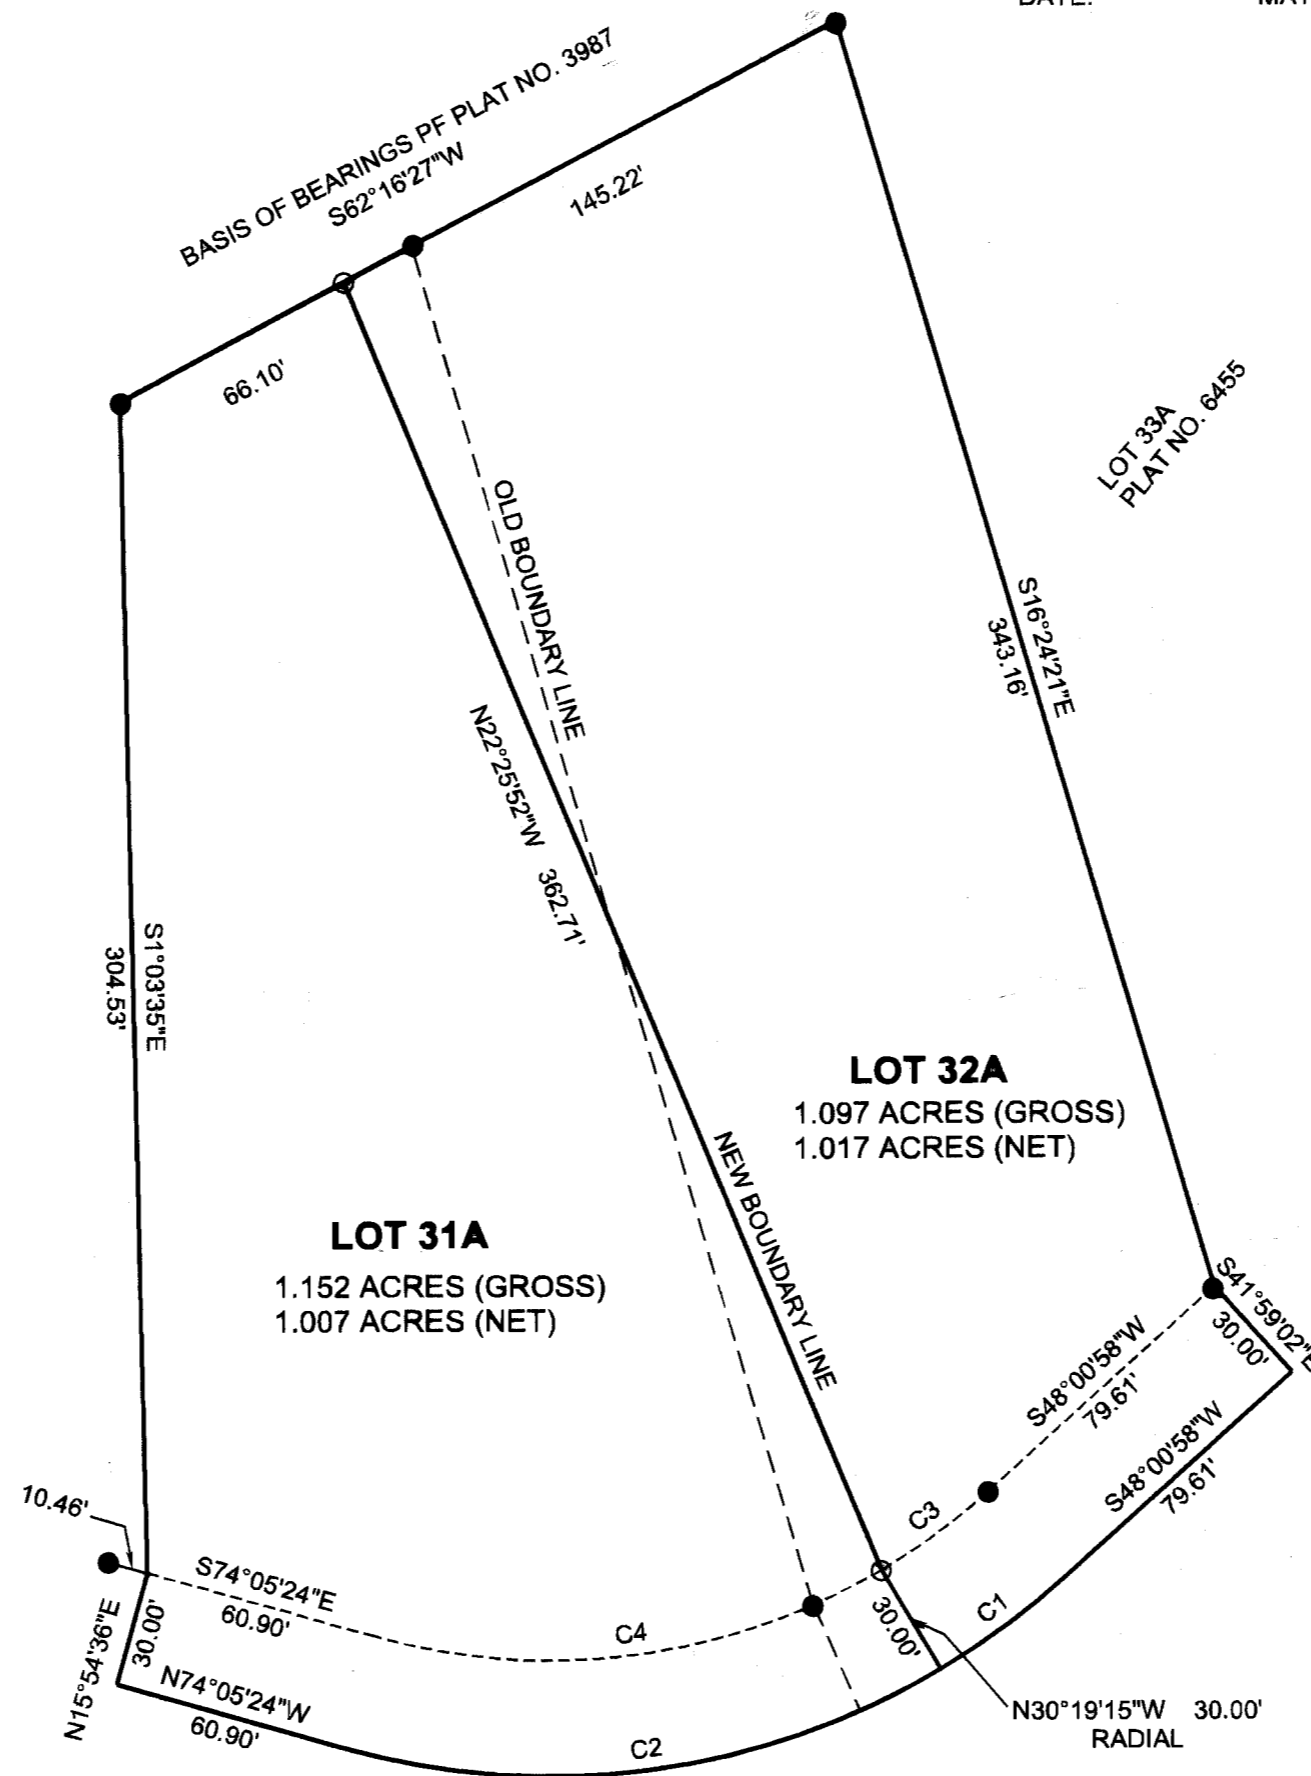 BASIS OF BEARINGS PF PLAT NO. 3987
S62°16'27"W
145.22'
66.10'
LOT 33A
PLAT NO. 6455
OLD BOUNDARY LINE
S16°24'21"E
343.16'
N22°25'52"W 362.71'
S1°03'35"E
304.53'
LOT 32A
1.097 ACRES (GROSS)
1.017 ACRES (NET)
NEW BOUNDARY LINE
LOT 31A
1.152 ACRES (GROSS)
1.007 ACRES (NET)
S41°59'02"E
30.00'
S48°00'58"W
79.61'
S48°00'58"W
79.61'
10.46'
C3
S74°05'24"E
60.90'
C4
C1
30.00'
N15°54'36"E
30.00'
N74°05'24"W
60.90'
C2
N30°19'15"W 30.00'
RADIAL